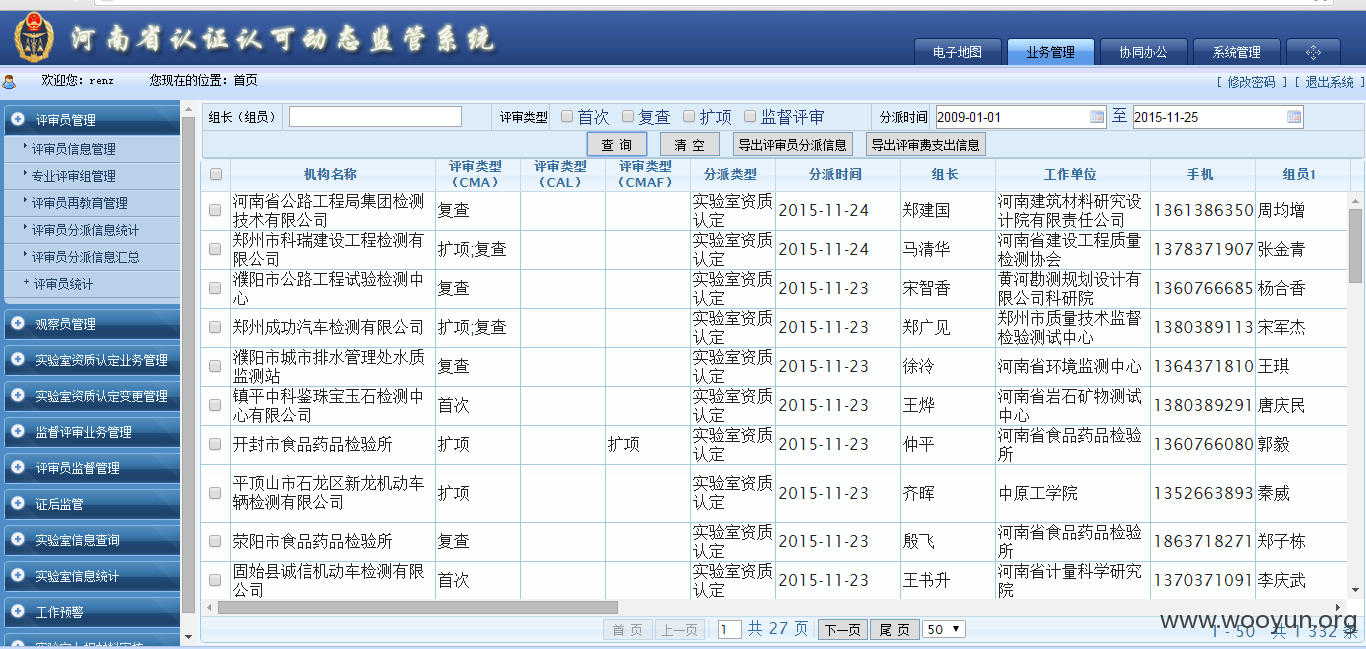 河南省认证认可动态监管系统
电子地图 业务管理 协同办公 系统管理
欢迎您：renz 您现在的位置：首页 [ 修改密码 ] [ 退出系统 ]
评审员管理
评审员信息管理
专业评审组管理
评审员再教育管理
评审员分派信息统计
评审员分派信息汇总
评审员统计
观察员管理
实验室资质认定业务管理
实验室资质认定变更管理
监督评审业务管理
评审员监督管理
证后监管
实验室信息查询
实验室信息统计
工作预警
组长（组员） 评审类型 首次 复查 扩项 监督评审 分派时间 2009-01-01 至 2015-11-25
查 询 清 空 导出评审员分派信息 导出评审费支出信息
机构名称 评审类型（CMA） 评审类型（CAL） 评审类型（CMAF） 分派类型 分派时间 组长 工作单位 手机 组员1
河南省公路工程局集团检测技术有限公司 复查 实验室资质认定 2015-11-24 郑建国 河南建筑材料研究设计院有限责任公司 1361386350 周均增
郑州市科瑞建设工程检测有限公司 扩项;复查 实验室资质认定 2015-11-24 马清华 河南省建设工程质量检测协会 1378371907 张金青
濮阳市公路工程试验检测中心 复查 实验室资质认定 2015-11-23 宋智香 黄河勘测规划设计有限公司科研院 1360766685 杨合香
郑州成功汽车检测有限公司 扩项;复查 实验室资质认定 2015-11-23 郑广见 郑州市质量技术监督检验测试中心 1380389113 宋军杰
濮阳市城市排水管理处水质监测站 复查 实验室资质认定 2015-11-23 徐泠 河南省环境监测中心 1364371810 王琪
镇平中科鉴珠宝玉石检测中心有限公司 首次 实验室资质认定 2015-11-23 王烨 河南省岩石矿物测试中心 1380389291 唐庆民
开封市食品药品检验所 扩项 扩项 实验室资质认定 2015-11-23 仲平 河南省食品药品检验所 1360766080 郭毅
平顶山市石龙区新龙机动车辆检测有限公司 扩项 实验室资质认定 2015-11-23 齐晖 中原工学院 1352663893 秦威
荥阳市食品药品检验所 复查 实验室资质认定 2015-11-23 殷飞 河南省食品药品检验所 1863718271 郑子栋
固始县诚信机动车检测有限公司 首次 实验室资质认定 2015-11-23 王书升 河南省计量科学研究院 1370371091 李庆武
首 页 上一页 1 共 27 页 下一页 尾 页 50 1 - 50 共 1 332 条
www.wooyun.org